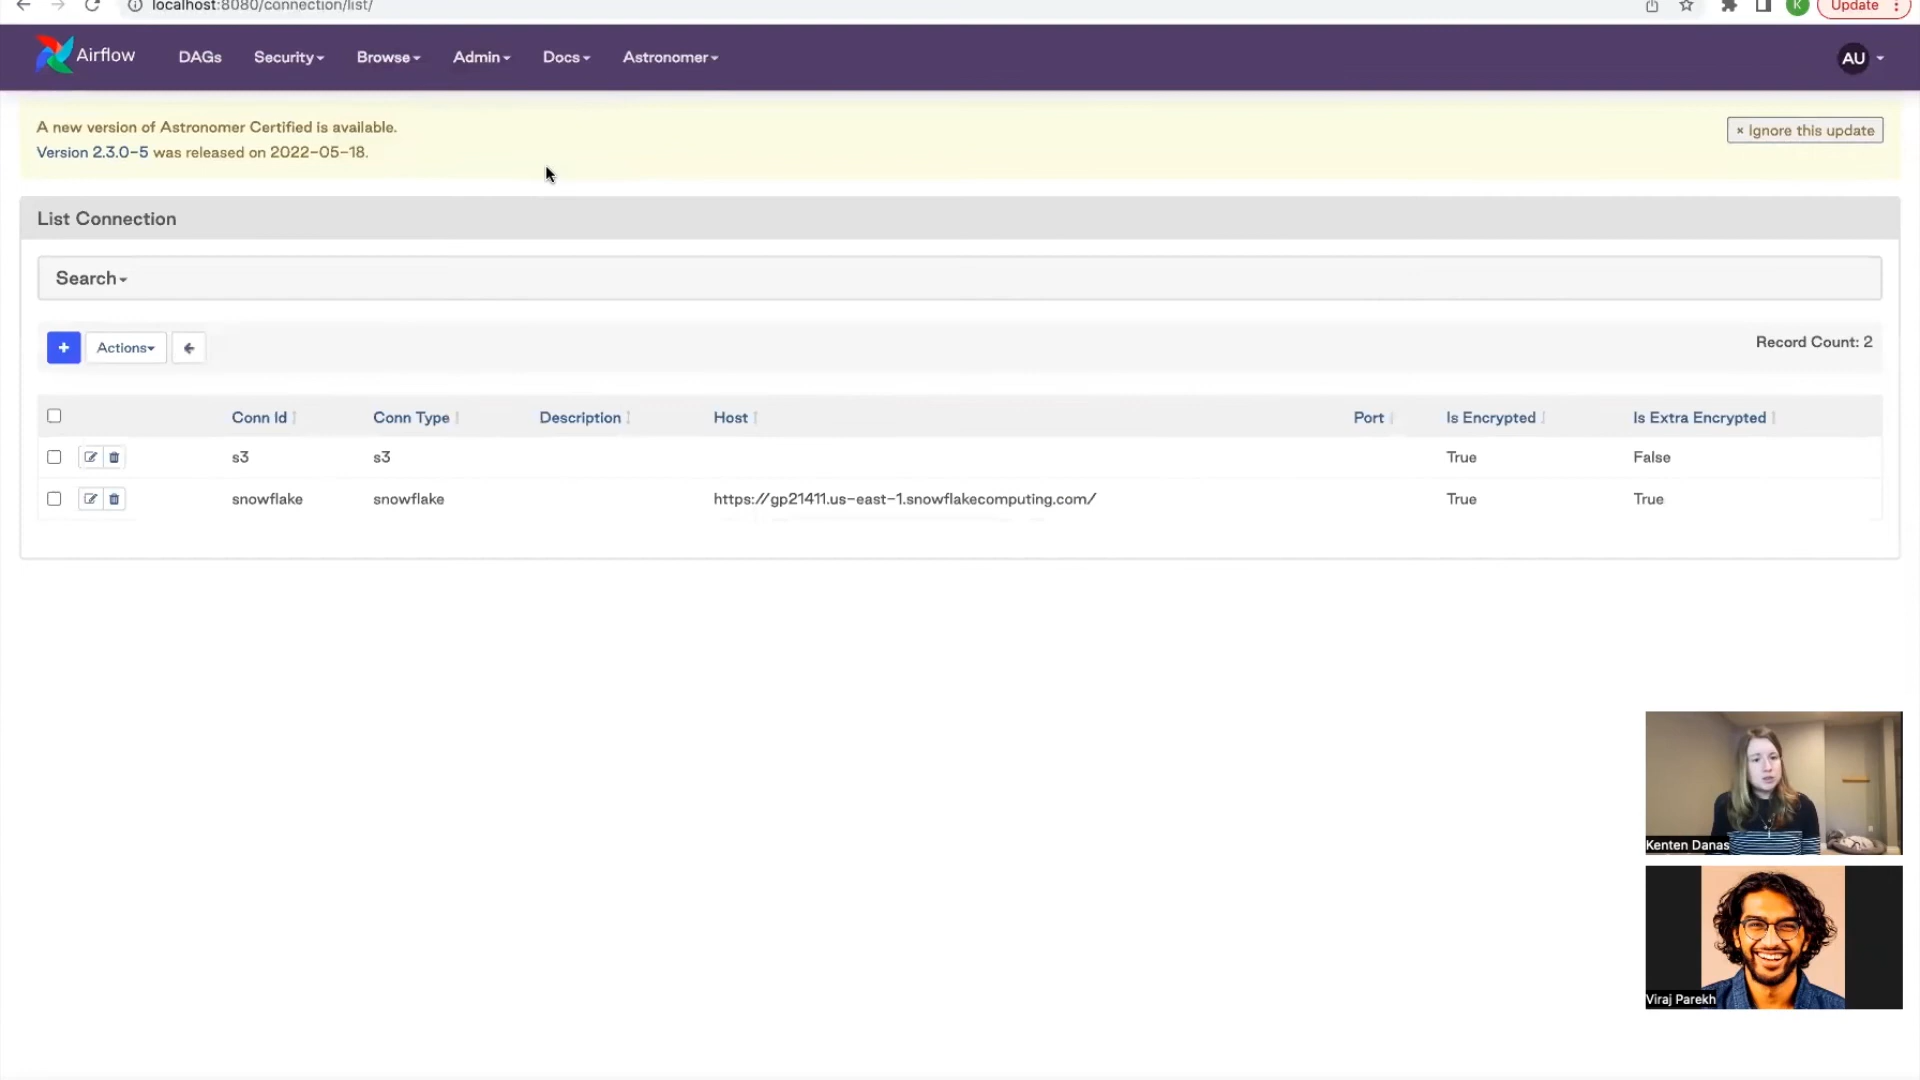 localhost:8080/connection/list/
K
Update
Airflow
DAGs
Security
Browse
Admin
Docs
Astronomer
AU
A new version of Astronomer Certified is available.
Version 2.3.0-5 was released on 2022-05-18.
× Ignore this update
List Connection
Search
+ Actions
Record Count: 2
Conn Id Conn Type Description Host Port Is Encrypted Is Extra Encrypted
s3 s3 True False
snowflake snowflake https://gp21411.us-east-1.snowflakecomputing.com/ True True
Kenten Danas
Viraj Parekh